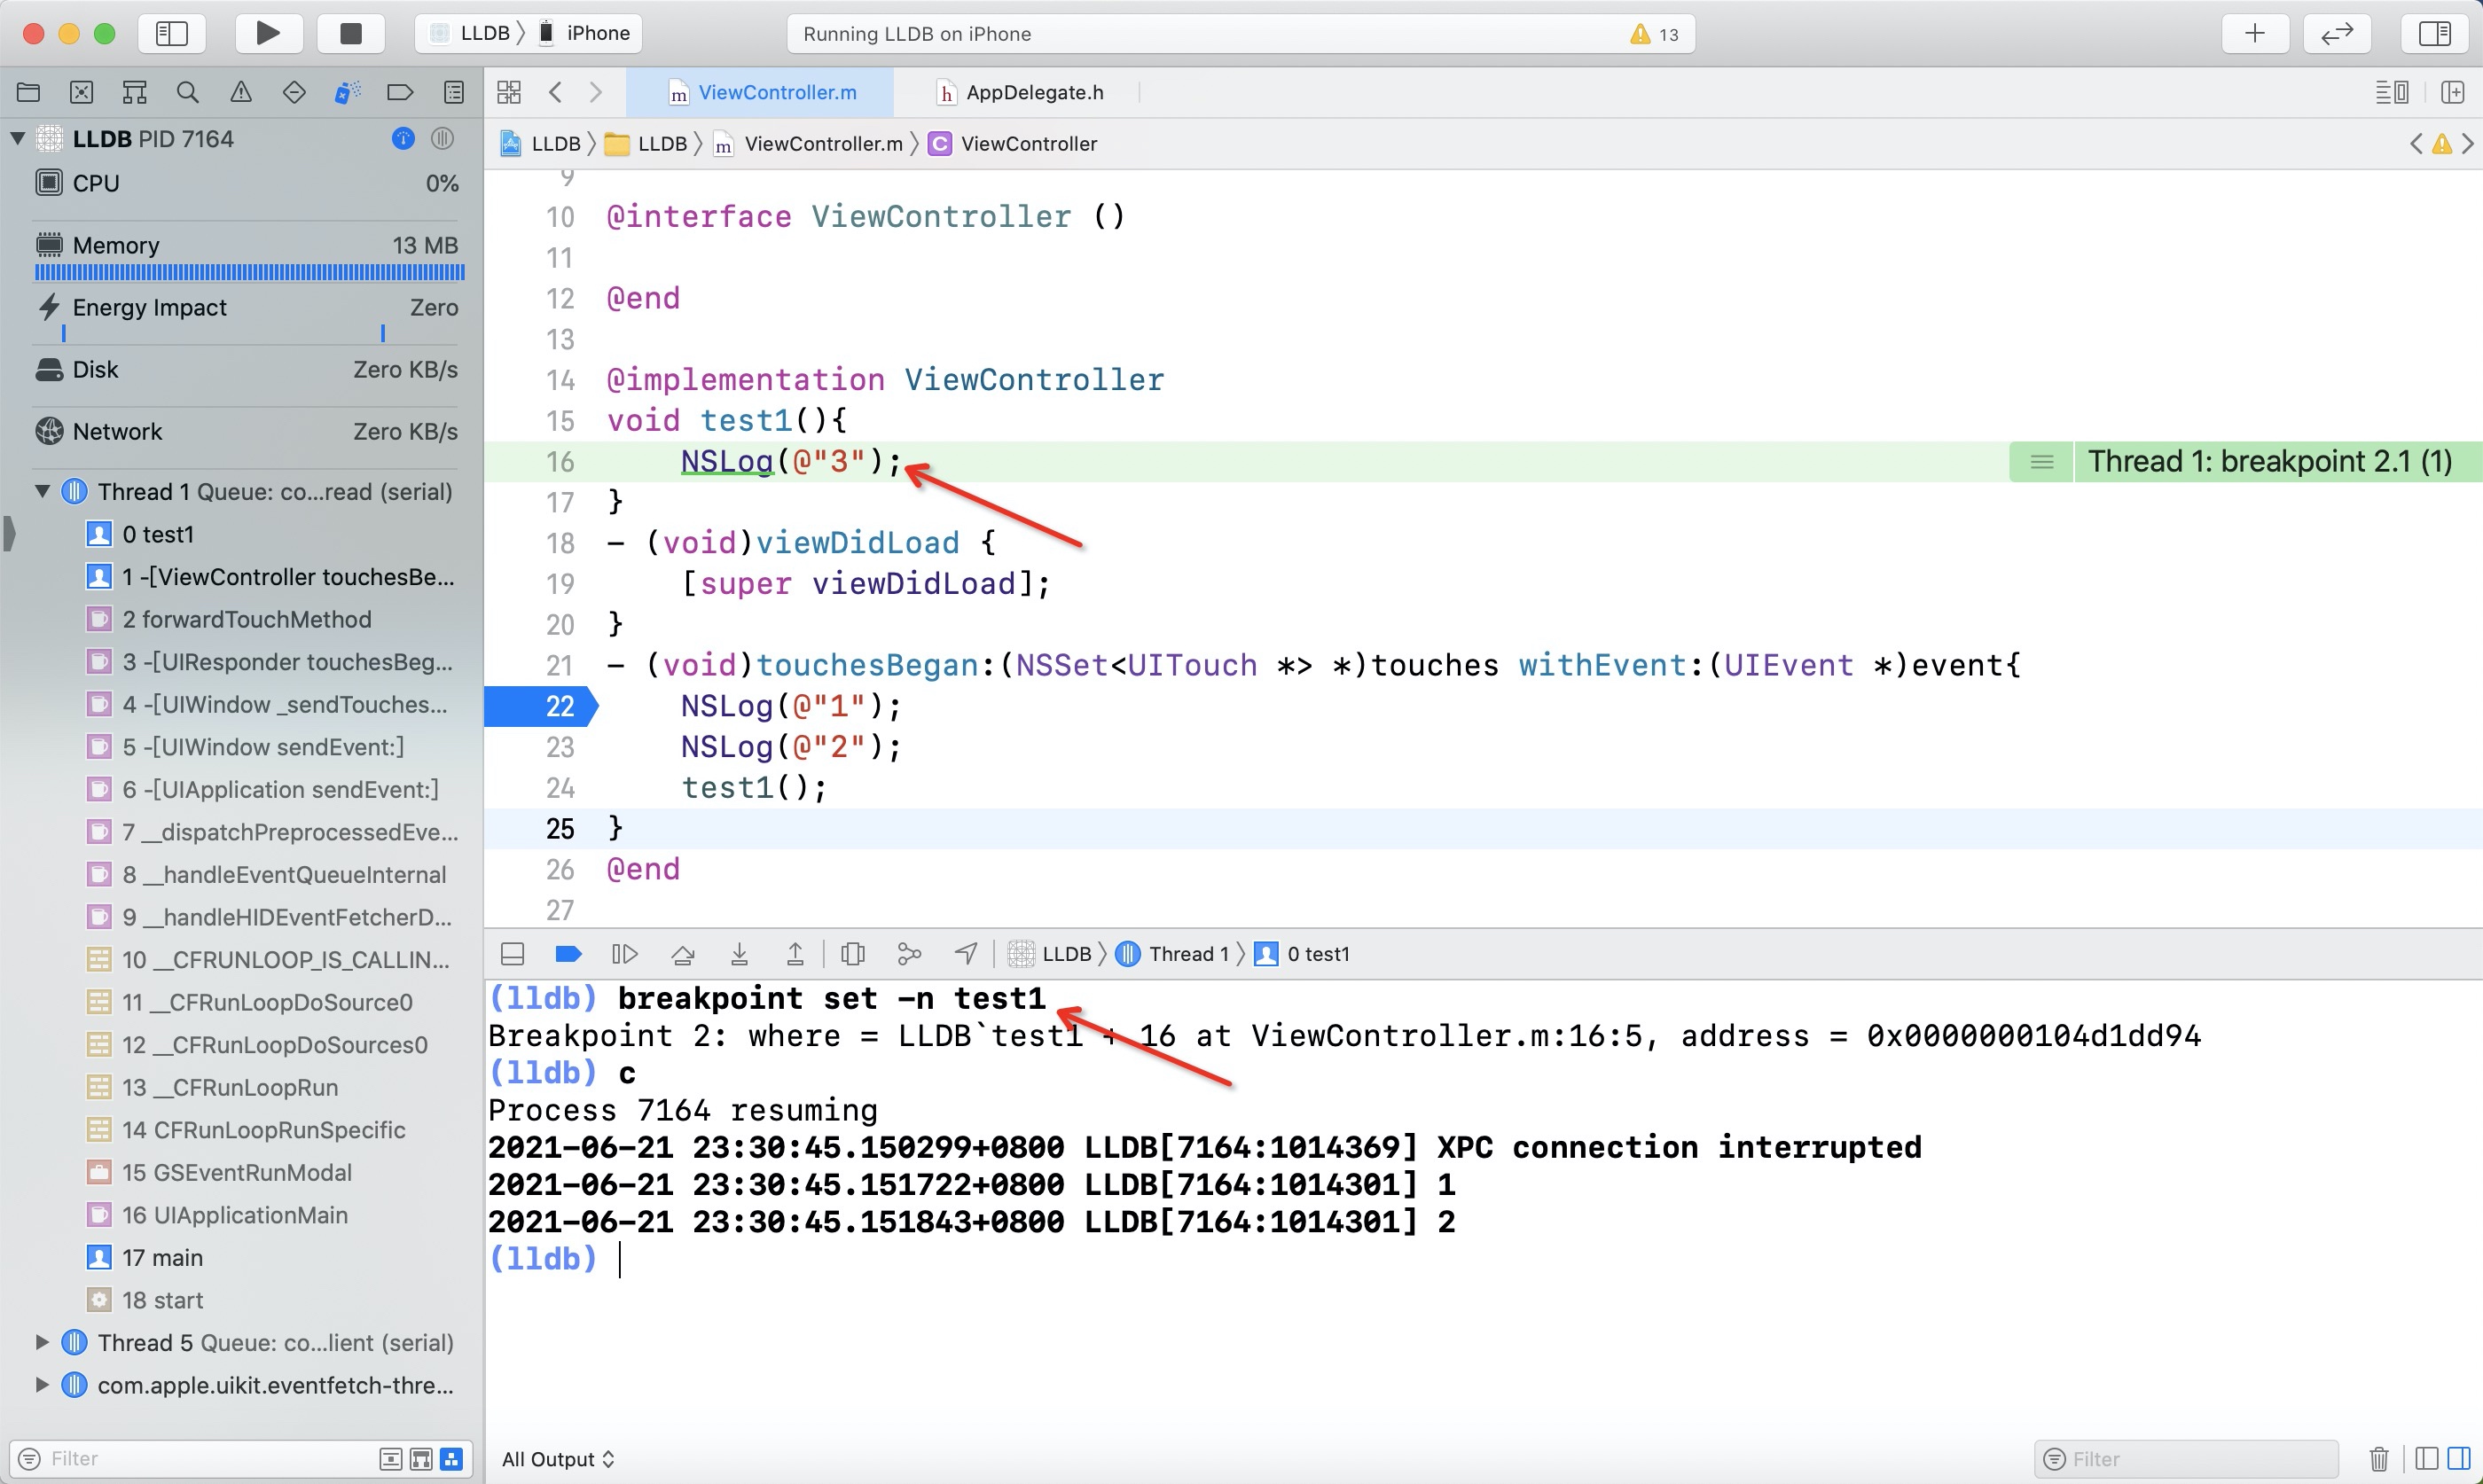 LLDB 〉 iPhone
Running LLDB on iPhone
13
ViewController.m
AppDelegate.h
LLDB 〉 LLDB 〉 ViewController.m 〉 C ViewController
LLDB PID 7164
CPU 0%
Memory 13 MB
Energy Impact Zero
Disk Zero KB/s
Network Zero KB/s
Thread 1 Queue: co...read (serial)
0 test1
1 -[ViewController touchesBe...
2 forwardTouchMethod
3 -[UIResponder touchesBeg...
4 -[UIWindow _sendTouches...
5 -[UIWindow sendEvent:]
6 -[UIApplication sendEvent:]
7 __dispatchPreprocessedEve...
8 __handleEventQueueInternal
9 __handleHIDEventFetcherD...
10 __CFRUNLOOP_IS_CALLIN...
11 __CFRunLoopDoSource0
12 __CFRunLoopDoSources0
13 __CFRunLoopRun
14 CFRunLoopRunSpecific
15 GSEventRunModal
16 UIApplicationMain
17 main
18 start
Thread 5 Queue: co...lient (serial)
com.apple.uikit.eventfetch-thre...
Filter
9
10 @interface ViewController ()
11
12 @end
13
14 @implementation ViewController
15 void test1(){
16     NSLog(@"3"); Thread 1: breakpoint 2.1 (1)
17 }
18 - (void)viewDidLoad {
19     [super viewDidLoad];
20 }
21 - (void)touchesBegan:(NSSet<UITouch *> *)touches withEvent:(UIEvent *)event{
22     NSLog(@"1");
23     NSLog(@"2");
24     test1();
25 }
26 @end
27
LLDB 〉 Thread 1 〉 0 test1
(lldb) breakpoint set -n test1
Breakpoint 2: where = LLDB`test1 + 16 at ViewController.m:16:5, address = 0x0000000104d1dd94
(lldb) c
Process 7164 resuming
2021-06-21 23:30:45.150299+0800 LLDB[7164:1014369] XPC connection interrupted
2021-06-21 23:30:45.151722+0800 LLDB[7164:1014301] 1
2021-06-21 23:30:45.151843+0800 LLDB[7164:1014301] 2
(lldb)
All Output
Filter